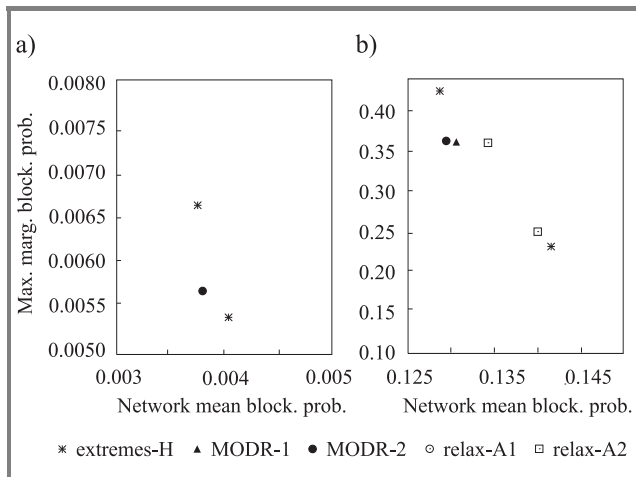 a)
0.0080
0.0075
0.0070
0.0065
0.0060
0.0055
0.0050
Max. marg. block. prob.
0.003 0.004 0.005
Network mean block. prob.
b)
0.40
0.35
0.30
0.25
0.25
0.10
0.125 0.135 0.145
Network mean block. prob.
extremes-H MODR-1 MODR-2 relax-A1 relax-A2